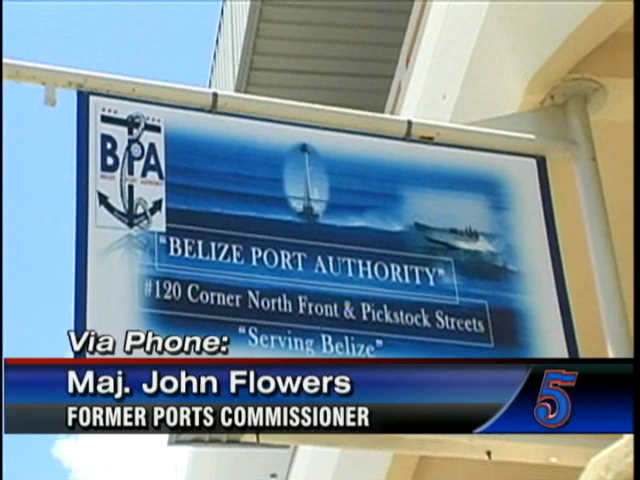 BPA
"BELIZE PORT AUTHORITY"
#120 Corner North Front & Pickstock Streets
"Serving Belize"
Via Phone:
Maj. John Flowers
FORMER PORTS COMMISSIONER
5